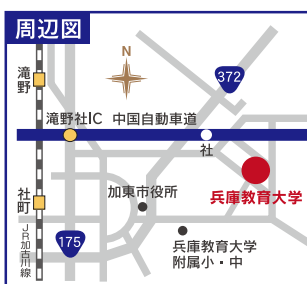 周辺図
N
372
滝野
滝野社IC 中国自動車道
社
兵庫教育大学
加東市役所
社町
JR加古川線
175
兵庫教育大学
附属小・中